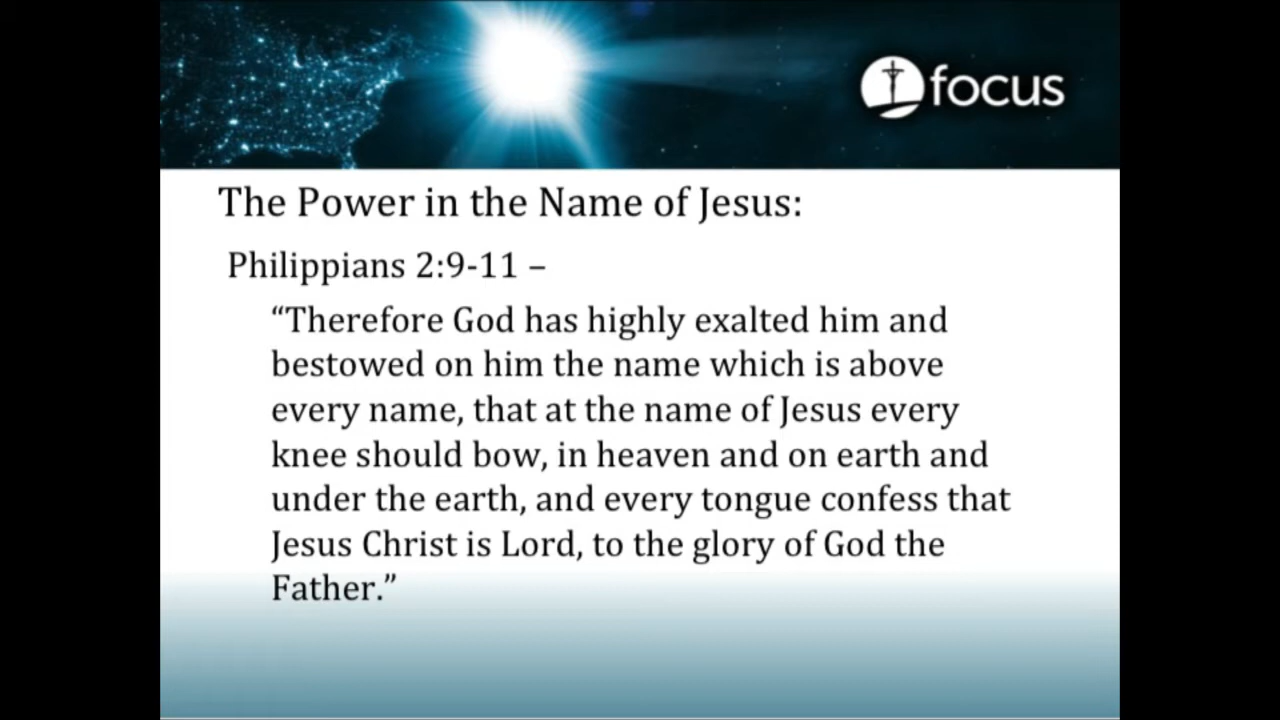 focus
The Power in the Name of Jesus:
Philippians 2:9-11 –
“Therefore God has highly exalted him and
bestowed on him the name which is above
every name, that at the name of Jesus every
knee should bow, in heaven and on earth and
under the earth, and every tongue confess that
Jesus Christ is Lord, to the glory of God the
Father.”